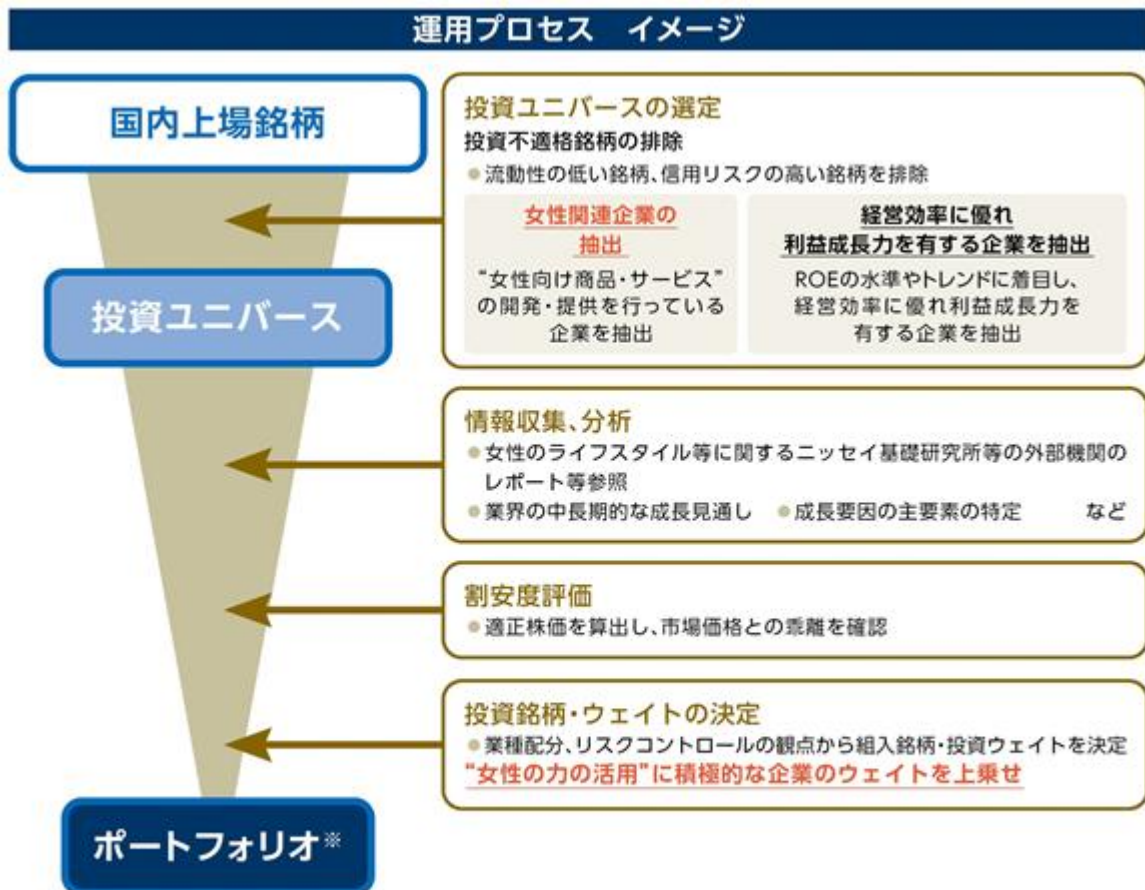 運用プロセス　イメージ
国内上場銘柄
投資ユニバースの選定
投資不適格銘柄の排除
●流動性の低い銘柄、信用リスクの高い銘柄を排除
女性関連企業の
抽出
“女性向け商品・サービス”
の開発・提供を行っている
企業を抽出
経営効率に優れ
利益成長力を有する企業を抽出
ROEの水準やトレンドに着目し、
経営効率に優れ利益成長力を
有する企業を抽出
投資ユニバース
情報収集、分析
●女性のライフスタイル等に関するニッセイ基礎研究所等の外部機関の
レポート等参照
●業界の中長期的な成長見通し　●成長要因の主要素の特定　など
割安度評価
●適正株価を算出し、市場価格との乖離を確認
投資銘柄・ウェイトの決定
●業種配分、リスクコントロールの観点から組入銘柄・投資ウェイトを決定
“女性の力の活用”に積極的な企業のウェイトを上乗せ
ポートフォリオ※